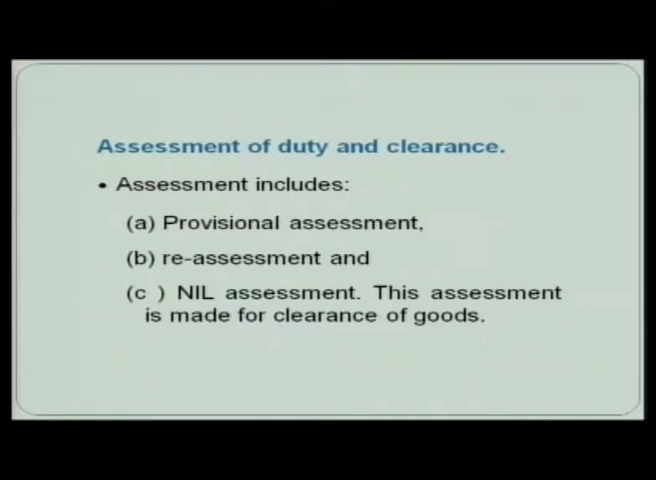 Assessment of duty and clearance.
• Assessment includes:
(a) Provisional assessment,
(b) re-assessment and
(c ) NIL assessment. This assessment
is made for clearance of goods.